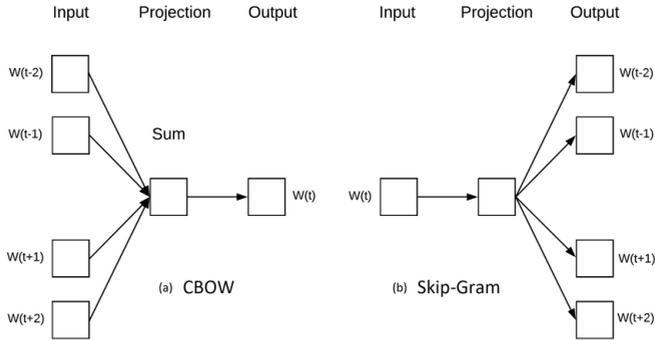 Input Projection Output
W(t-2)
W(t-1)
Sum
W(t)
W(t+1)
(a) CBOW
W(t+2)
Input Projection Output
W(t-2)
W(t-1)
W(t)
W(t+1)
(b) Skip-Gram
W(t+2)